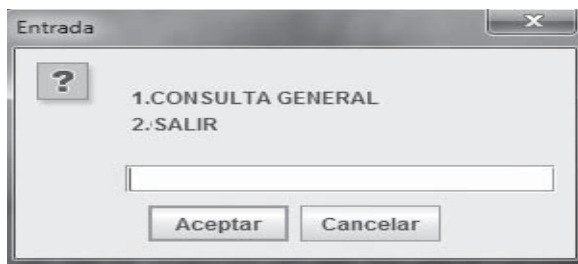 Entrada
?
1.CONSULTA GENERAL
2.SALIR
Aceptar Cancelar